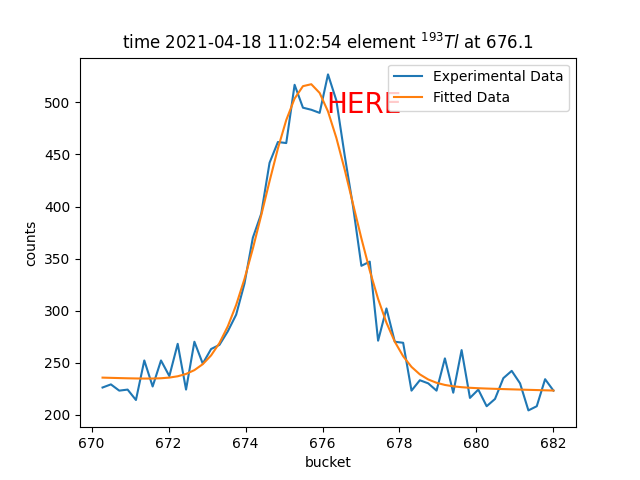 time 2021-04-18 11:02:54 element ¹⁹³Tl at 676.1
Experimental Data
Fitted Data
HERE
500
450
400
350
300
250
200
counts
670 672 674 676 678 680 682
bucket